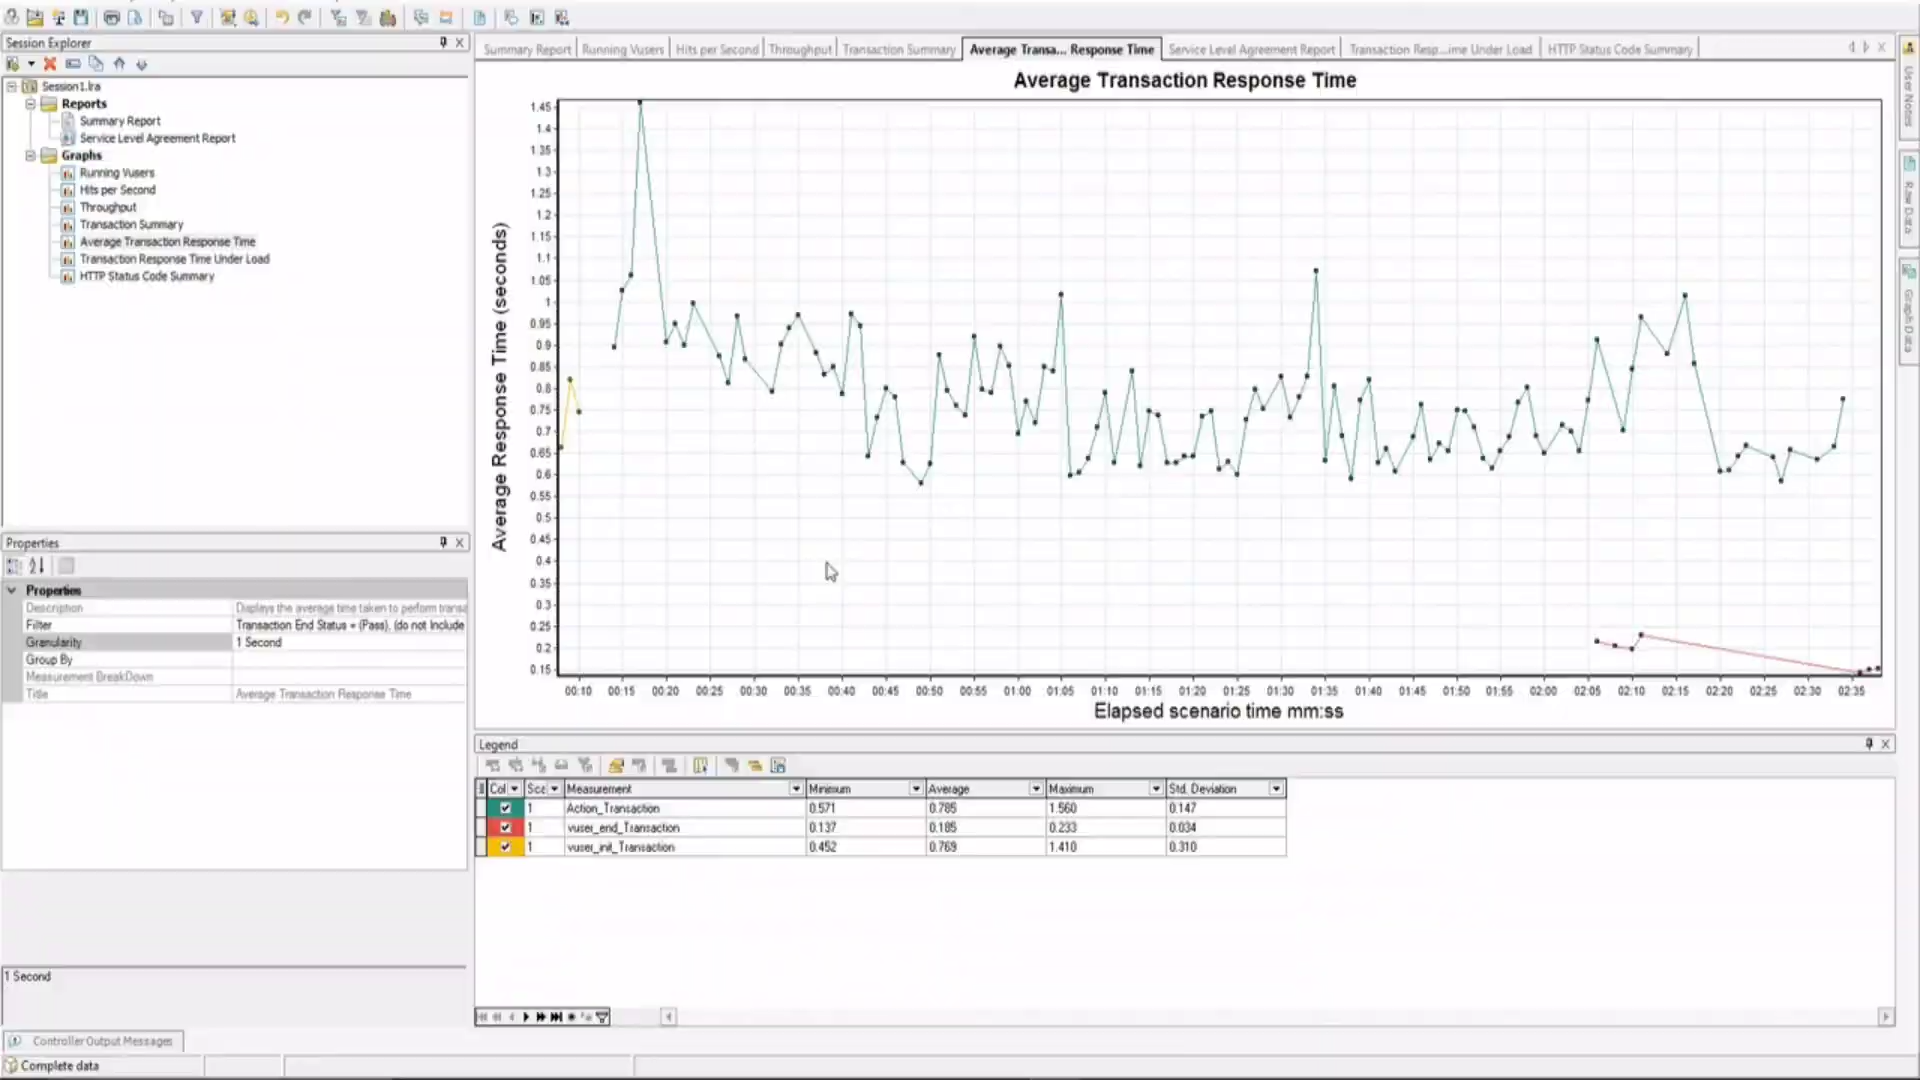 Session Explorer
Session1.lra
Reports
Summary Report
Service Level Agreement Report
Graphs
Running Vusers
Hits per Second
Throughput
Transaction Summary
Average Transaction Response Time
Transaction Response Time Under Load
HTTP Status Code Summary
Properties
Properties
Description Displays the average time taken to perform transa
Filter Transaction End Status = (Pass), (do not Include
Granularity 1 Second
Group By
Measurement BreakDown
Title Average Transaction Response Time
1 Second
Controller Output Messages
Complete data
Summary Report Running Vusers Hits per Second Throughput Transaction Summary Average Transa... Response Time Service Level Agreement Report Transaction Resp...ime Under Load HTTP Status Code Summary
Average Transaction Response Time
Average Response Time (seconds)
1.45
1.4
1.35
1.3
1.25
1.2
1.15
1.1
1.05
1
0.95
0.9
0.85
0.8
0.75
0.7
0.65
0.6
0.55
0.5
0.45
0.4
0.35
0.3
0.25
0.2
0.15
00:10 00:15 00:20 00:25 00:30 00:35 00:40 00:45 00:50 00:55 01:00 01:05 01:10 01:15 01:20 01:25 01:30 01:35 01:40 01:45 01:50 01:55 02:00 02:05 02:10 02:15 02:20 02:25 02:30 02:35
Elapsed scenario time mm:ss
Legend
Col Sca Measurement Minimum Average Maximum Std. Deviation
1 Action_Transaction 0.571 0.785 1.560 0.147
1 vuser_end_Transaction 0.137 0.185 0.233 0.034
1 vuser_init_Transaction 0.452 0.769 1.410 0.310
User Notes
Raw Data
Graph Data